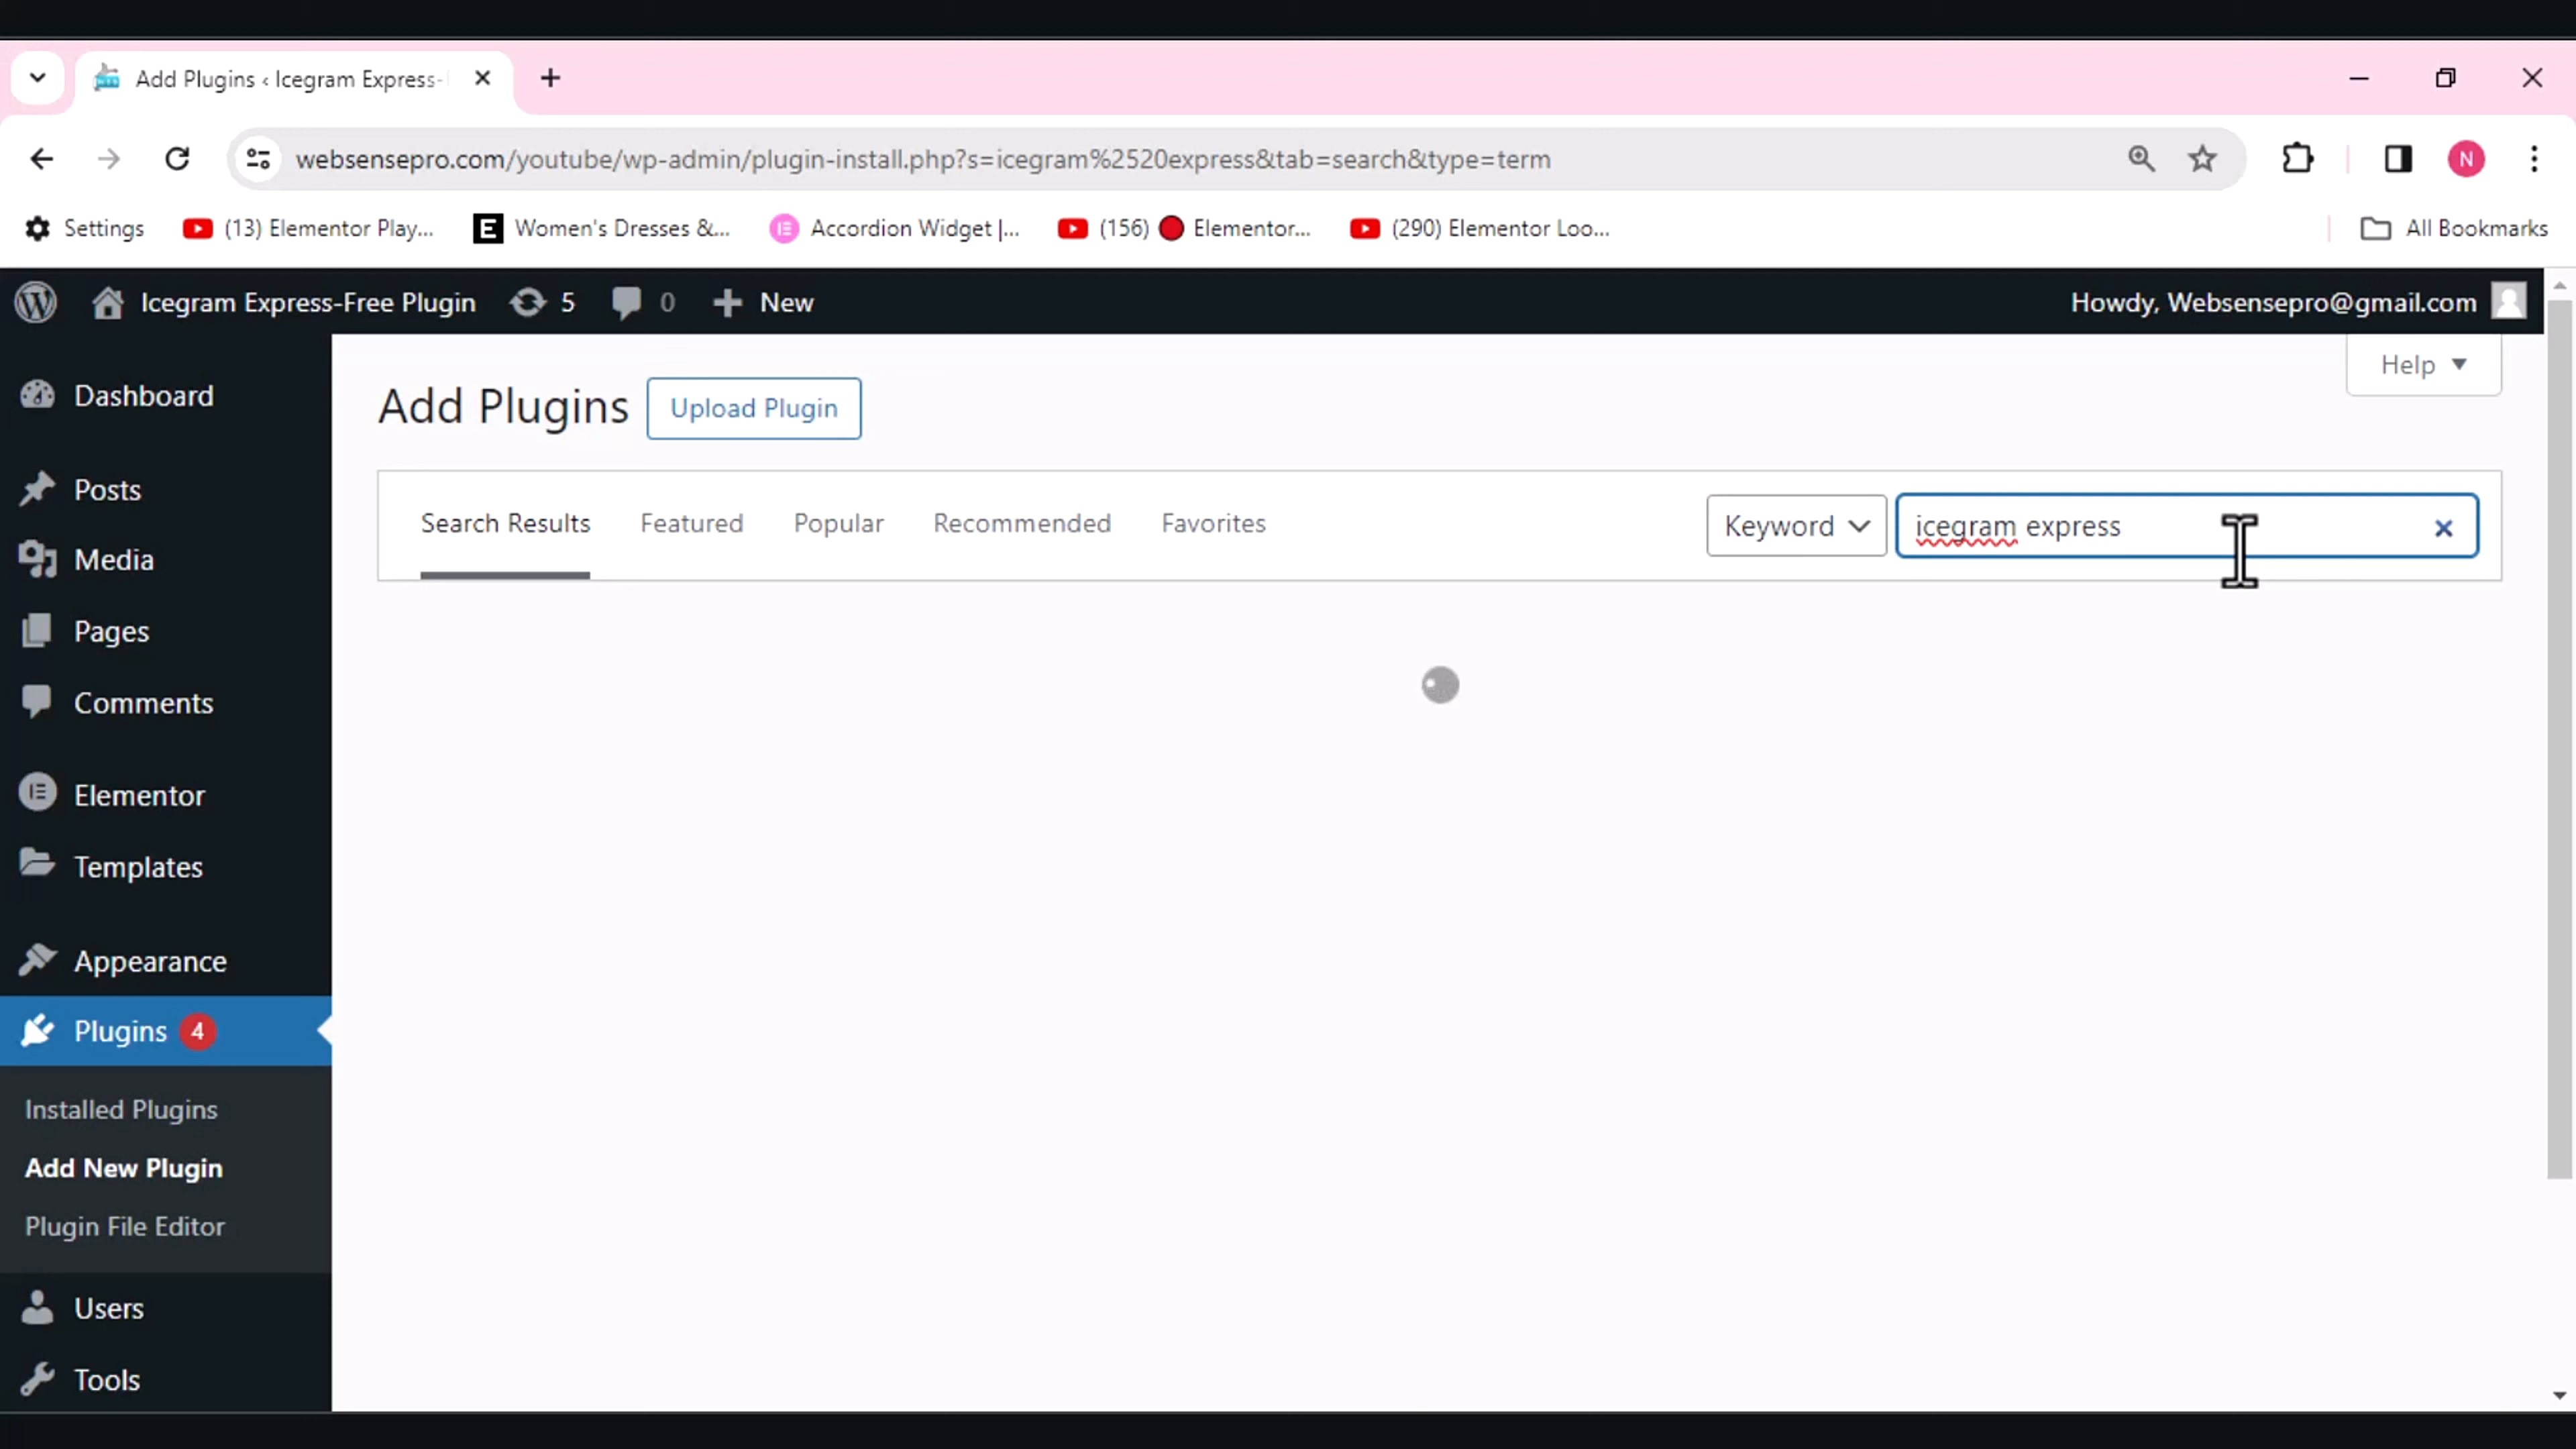 Add Plugins ‹ Icegram Express-
websensepro.com/youtube/wp-admin/plugin-install.php?s=icegram%2520express&tab=search&type=term
N
Settings
(13) Elementor Play...
E
Women's Dresses &...
Accordion Widget |...
(156) Elementor...
(290) Elementor Loo...
All Bookmarks
Icegram Express-Free Plugin
5
0
New
Howdy, Websensepro@gmail.com
Help
Dashboard
Posts
Media
Pages
Comments
Elementor
Templates
Appearance
Plugins 4
Installed Plugins
Add New Plugin
Plugin File Editor
Users
Tools
Add Plugins
Upload Plugin
Search Results
Featured
Popular
Recommended
Favorites
Keyword
icegram express